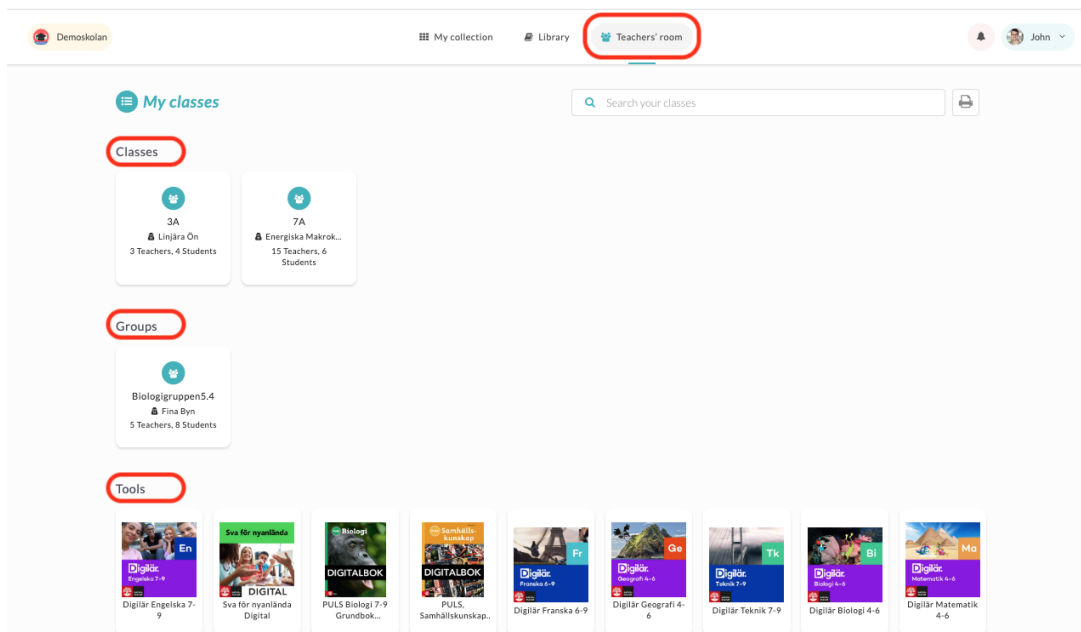 Demoskolan
My collection
Library
Teachers' room
John
My classes
Search your classes
Classes
3A
Linjära Ön
3 Teachers, 4 Students
7A
Energiska Makrok...
15 Teachers, 6
Students
Groups
Biologigruppen5.4
Fina Byn
5 Teachers, 8 Students
Tools
En
Digilär.
Engelska 7-9
Digilär Engelska 7-
9
Sva för nyanlända
DIGITAL
Sva för nyanlända
Digital
Biologi
DIGITALBOK
PULS Biologi 7-9
Grundbok...
Samhälls
kunskap
DIGITALBOK
PULS,
Samhällskunskap..
Fr
Digilär.
Franska 6-9
Digilär Franska 6-9
Ge
Digilär.
Geografi 4-6
Digilär Geografi 4-
6
Tk
Digilär.
Teknik 7-9
Digilär Teknik 7-9
Bi
Digilär.
Biologi 4-6
Digilär Biologi 4-6
Ma
Digilär.
Matematik 4-6
Digilär Matematik
4-6